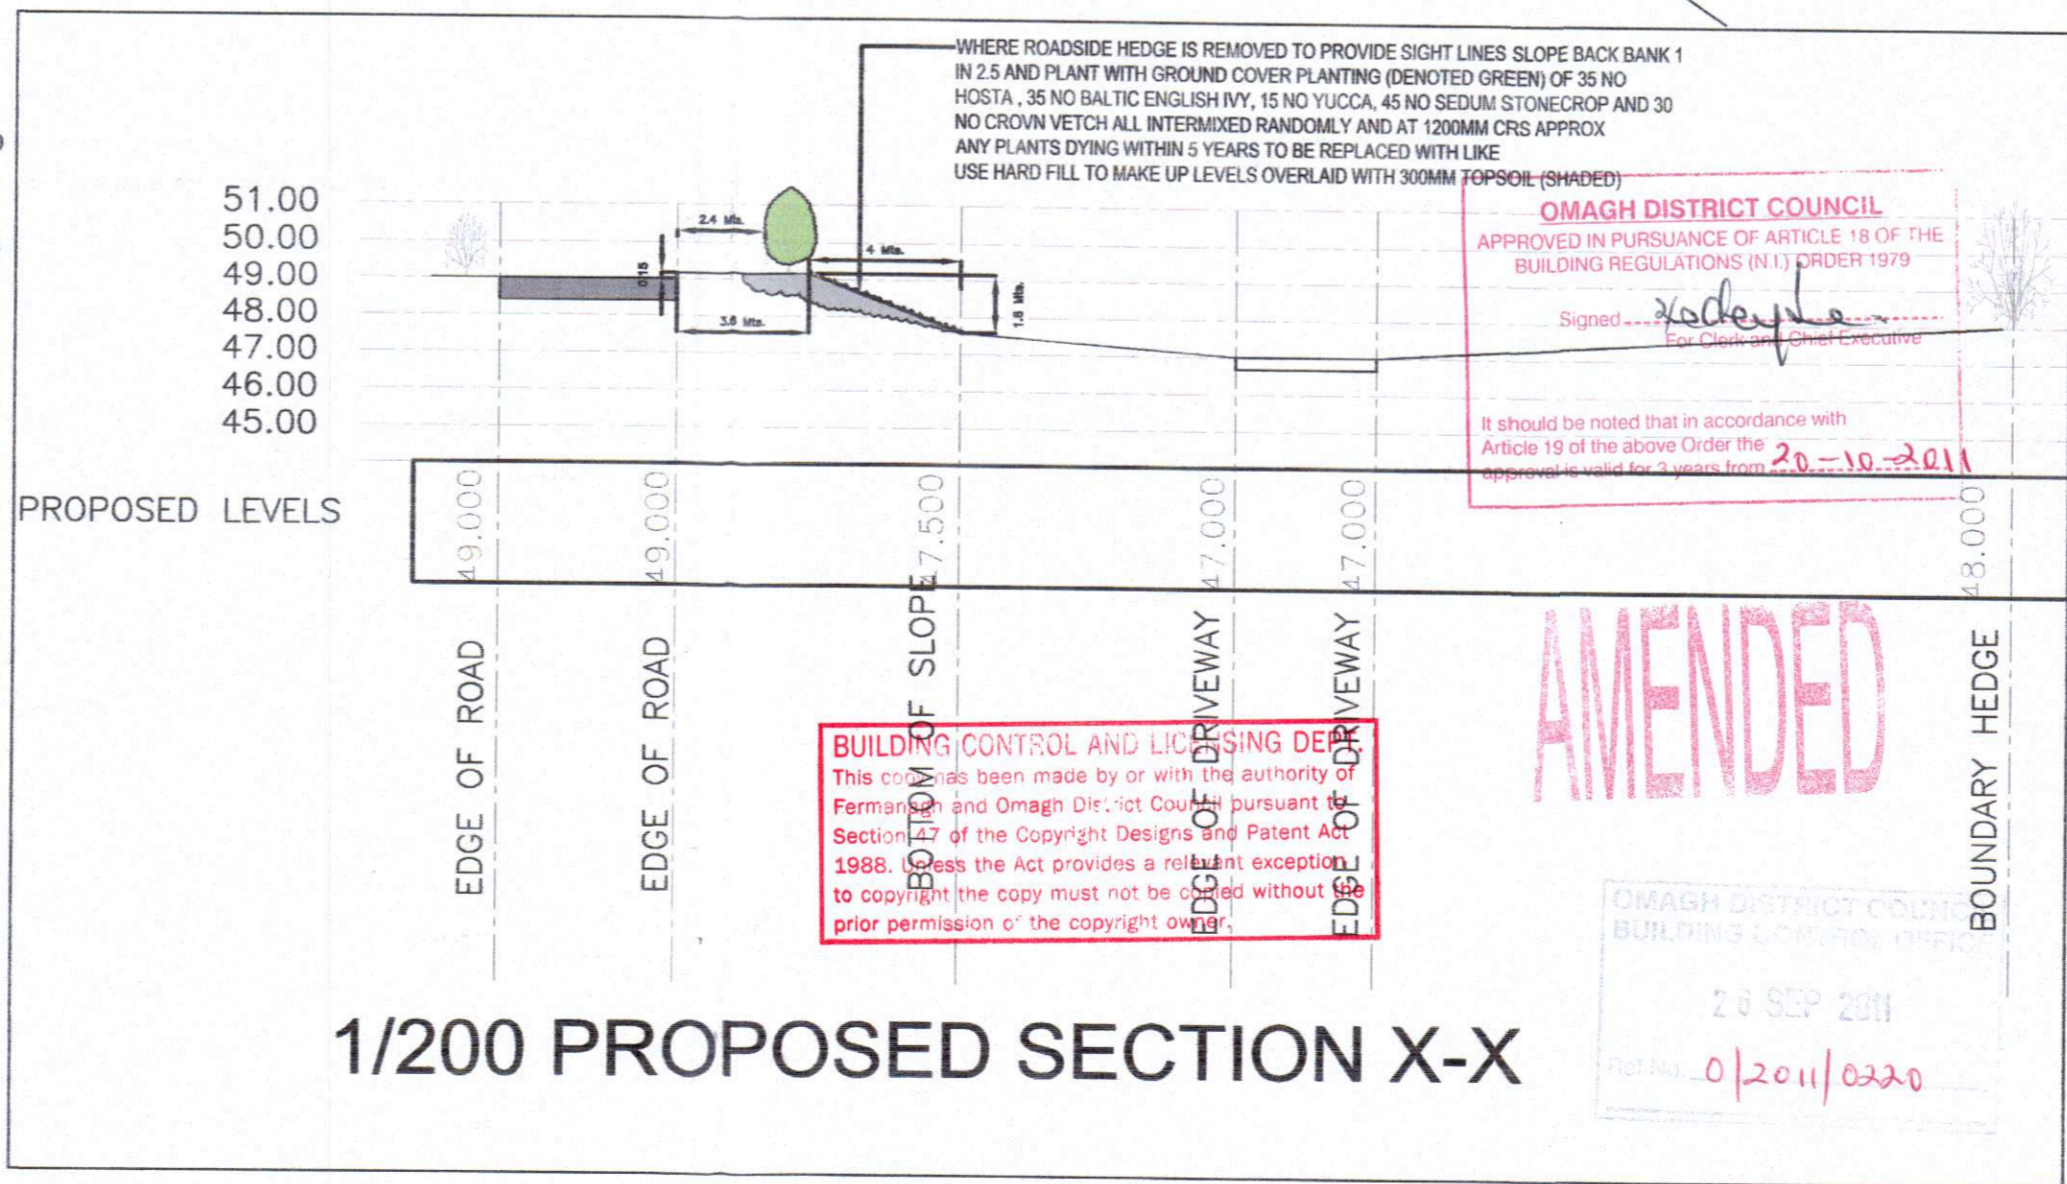 WHERE ROADSIDE HEDGE IS REMOVED TO PROVIDE SIGHT LINES SLOPE BACK BANK 1
IN 2.5 AND PLANT WITH GROUND COVER PLANTING (DENOTED GREEN) OF 35 NO
HOSTA , 35 NO BALTIC ENGLISH IVY, 15 NO YUCCA, 45 NO SEDUM STONECROP AND 30
NO CROVN VETCH ALL INTERMIXED RANDOMLY AND AT 1200MM CRS APPROX
ANY PLANTS DYING WITHIN 5 YEARS TO BE REPLACED WITH LIKE
USE HARD FILL TO MAKE UP LEVELS OVERLAID WITH 300MM TOPSOIL (SHADED)
51.00
50.00
49.00
48.00
47.00
46.00
45.00
2.4 Mts.
4 Mts.
3.6 Mts.
1.8 Mts.
OMAGH DISTRICT COUNCIL
APPROVED IN PURSUANCE OF ARTICLE 18 OF THE
BUILDING REGULATIONS (N.I.) ORDER 1979
Signed
For Clerk and Chief Executive
It should be noted that in accordance with
Article 19 of the above Order the
approval is valid for 3 years from 20-10-2011
PROPOSED LEVELS
49.000
49.000
47.500
47.000
47.000
48.000
EDGE OF ROAD
EDGE OF ROAD
BOTTOM OF SLOPE
EDGE OF DRIVEWAY
EDGE OF DRIVEWAY
BOUNDARY HEDGE
BUILDING CONTROL AND LICENSING DEPT.
This copy has been made by or with the authority of
Fermanagh and Omagh District Council pursuant to
Section 47 of the Copyright Designs and Patent Act
1988. Unless the Act provides a relevant exception
to copyright the copy must not be copied without the
prior permission of the copyright owner.
AMENDED
OMAGH DISTRICT COUNCIL
BUILDING CONTROL OFFICE
26 SEP 2011
Ref No. O/2011/0220
1/200 PROPOSED SECTION X-X